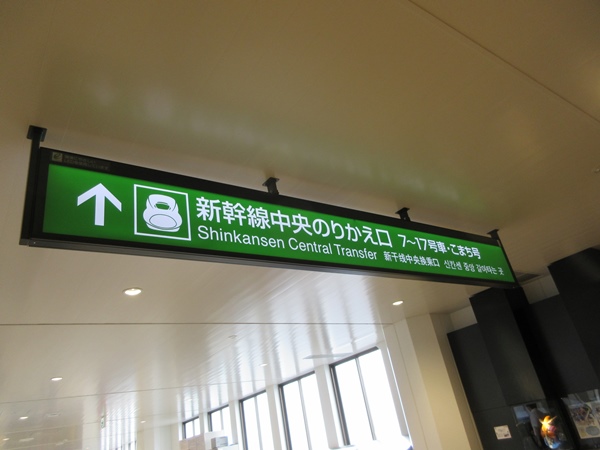 新幹線中央のりかえ口 7〜17号車・こまち号
Shinkansen Central Transfer 新干线中央换乘口 신칸센 중앙 갈아타는 곳